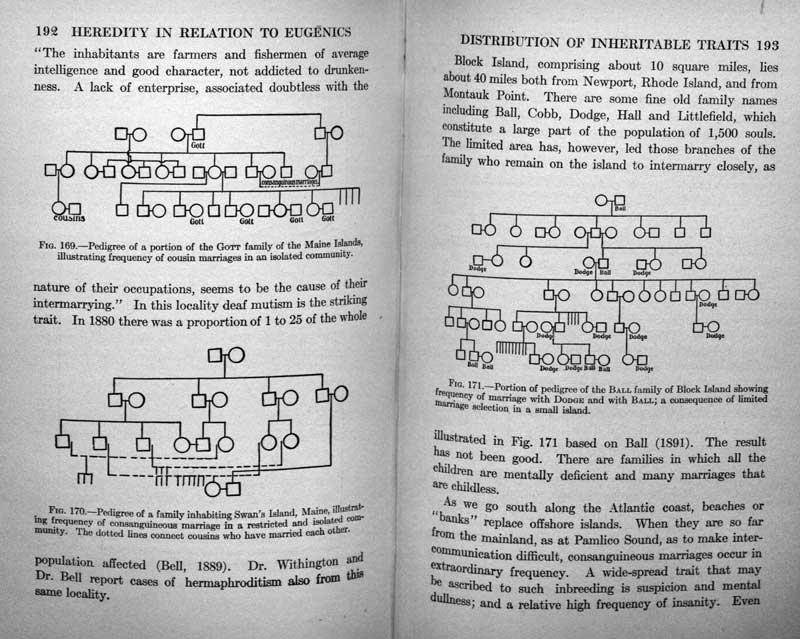 192 HEREDITY IN RELATION TO EUGENICS
"The inhabitants are farmers and fishermen of average
intelligence and good character, not addicted to drunken-
ness. A lack of enterprise, associated doubtless with the
Gott
consanguineous marriages
cousins
Gott Gott Gott Gott
FIG. 169.—Pedigree of a portion of the GOTT family of the Maine Islands,
illustrating frequency of cousin marriages in an isolated community.
nature of their occupations, seems to be the cause of their
intermarrying." In this locality deaf mutism is the striking
trait. In 1880 there was a proportion of 1 to 25 of the whole
FIG. 170.—Pedigree of a family inhabiting Swan's Island, Maine, illustrat-
ing frequency of consanguineous marriage in a restricted and isolated com-
munity. The dotted lines connect cousins who have married each other.
population affected (Bell, 1889). Dr. Withington and
Dr. Bell report cases of hermaphroditism also from this
same locality.
DISTRIBUTION OF INHERITABLE TRAITS 193
Block Island, comprising about 10 square miles, lies
about 40 miles both from Newport, Rhode Island, and from
Montauk Point. There are some fine old family names
including Ball, Cobb, Dodge, Hall and Littlefield, which
constitute a large part of the population of 1,500 souls.
The limited area has, however, led those branches of the
family who remain on the island to intermarry closely, as
Ball
Dodge Dodge Ball Dodge
Dodge
Dodge Dodge Dodge
Ball Ball Dodge Dodge Ball Ball Dodge
FIG. 171.—Portion of pedigree of the BALL family of Block Island showing
frequency of marriage with DODGE and with BALL; a consequence of limited
marriage selection in a small island.
illustrated in Fig. 171 based on Ball (1891). The result
has not been good. There are families in which all the
children are mentally deficient and many marriages that
are childless.
As we go south along the Atlantic coast, beaches or
"banks" replace offshore islands. When they are so far
from the mainland, as at Pamlico Sound, as to make inter-
communication difficult, consanguineous marriages occur in
extraordinary frequency. A wide-spread trait that may
be ascribed to such inbreeding is suspicion and mental
dullness; and a relative high frequency of insanity. Even